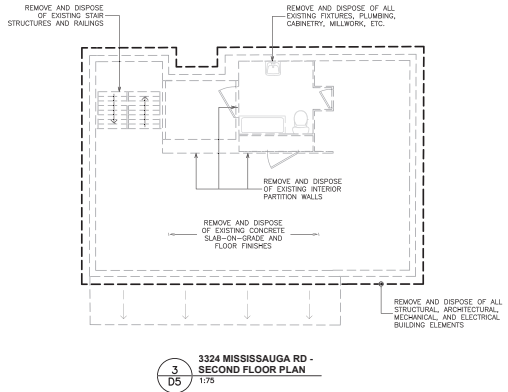 REMOVE AND DISPOSE
OF EXISTING STAIR
STRUCTURES AND RAILINGS
REMOVE AND DISPOSE OF ALL
EXISTING FIXTURES, PLUMBING,
CABINETRY, MILLWORK, ETC.
REMOVE AND DISPOSE
OF EXISTING INTERIOR
PARTITION WALLS
REMOVE AND DISPOSE
OF EXISTING CONCRETE
SLAB-ON-GRADE AND
FLOOR FINISHES
REMOVE AND DISPOSE OF ALL
STRUCTURAL, ARCHITECTURAL,
MECHANICAL, AND ELECTRICAL
BUILDING ELEMENTS
3
D5
3324 MISSISSAUGA RD -
SECOND FLOOR PLAN
1:75